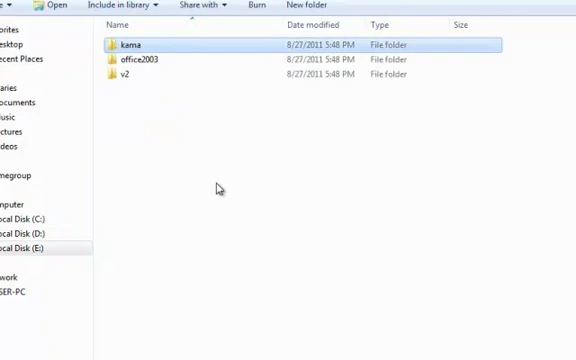 e Open Include in library Share with Burn New folder
Name Date modified Type Size
kama 8/27/2011 5:48 PM File folder
office2003 8/27/2011 5:48 PM File folder
v2 8/27/2011 5:48 PM File folder
orites
esktop
ecent Places
aries
ocuments
usic
ctures
deos
megroup
mputer
ocal Disk (C:)
ocal Disk (D:)
ocal Disk (E:)
work
SER-PC